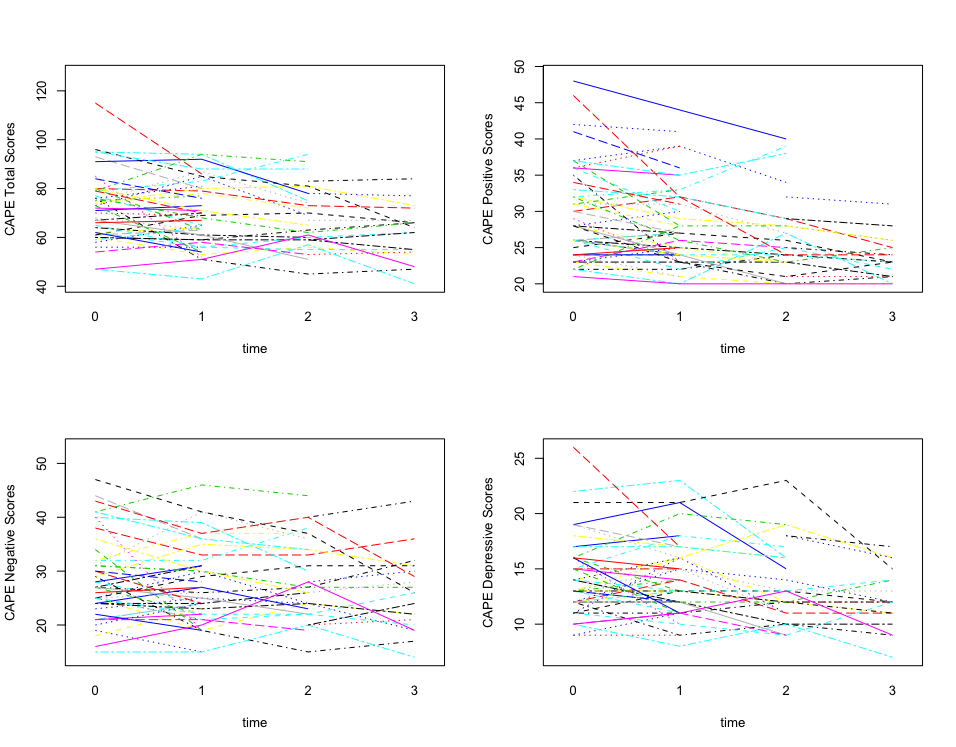 CAPE Total Scores
120
100
80
60
40
0 1 2 3
time
CAPE Positive Scores
50
45
40
35
30
25
20
0 1 2 3
time
CAPE Negative Scores
50
40
30
20
0 1 2 3
time
CAPE Depressive Scores
25
20
15
10
0 1 2 3
time